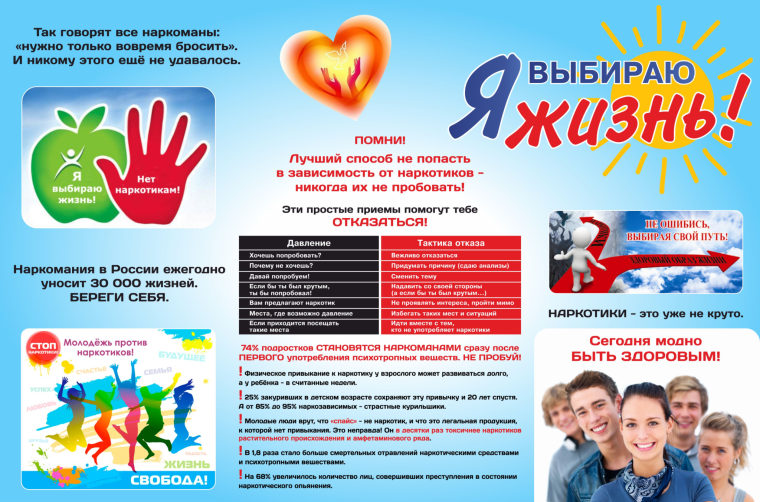 Так говорят все наркоманы:
«нужно только вовремя бросить».
И никому этого ещё не удавалось.
Я
выбираю
жизнь!
Нет
наркотикам!
Наркомания в России ежегодно
уносит 30 000 жизней.
БЕРЕГИ СЕБЯ.
СТОП
НАРКОТИКИ!
Молодёжь против
наркотиков!
БУДУЩЕЕ
СЧАСТЬЕ
СЕМЬЯ
УСПЕХ
ЛЮБОВЬ
РАДОСТЬ
ЖИЗНЬ
СВОБОДА!
ПОМНИ!
Лучший способ не попасть
в зависимость от наркотиков -
никогда их не пробовать!
Эти простые приемы помогут тебе
ОТКАЗАТЬСЯ!
Давление Тактика отказа
Хочешь попробовать? Вежливо отказаться
Почему не хочешь? Придумать причину (сдаю анализы)
Давай попробуем! Сменить тему
Если бы ты был крутым, Надавить со своей стороны
ты бы попробовал! (а если бы ты был крутым...)
Вам предлагают наркотик Не проявлять интереса, пройти мимо
Места, где возможно давление Избегать таких мест и ситуаций
Если приходится посещать Идти вместе с тем,
такие места кто не употребляет наркотики
74% подростков СТАНОВЯТСЯ НАРКОМАНАМИ сразу после
ПЕРВОГО употребления психотропных веществ. НЕ ПРОБУЙ!
! Физическое привыкание к наркотику у взрослого может развиваться долго,
а у ребёнка - в считанные недели.
! 25% закуривших в детском возрасте сохраняют эту привычку и 20 лет спустя.
А от 85% до 95% наркозависимых - страстные курильщики.
! Молодые люди врут, что «спайс» - не наркотик, и что это легальная продукция,
к которой нет привыкания. Это неправда! Он в десятки раз токсичнее наркотиков
растительного происхождения и амфетаминового ряда.
! В 1,8 раза стало больше смертельных отравлений наркотическими средствами
и психотропными веществами.
! На 68% увеличилось количество лиц, совершивших преступления в состоянии
наркотического опьянения.
Я ВЫБИРАЮ
ЖИЗНЬ!
НЕ ОШИБИСЬ,
ВЫБИРАЯ СВОЙ ПУТЬ!
ЗДОРОВЫЙ ОБРАЗ ЖИЗНИ
НАРКОТИКИ - это уже не круто.
Сегодня модно
БЫТЬ ЗДОРОВЫМ!